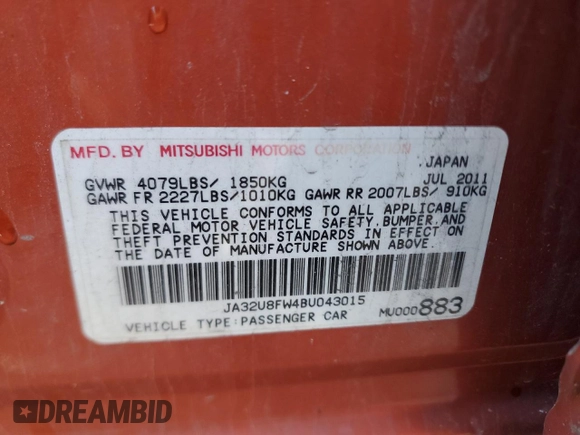 MFD. BY MITSUBISHI MOTORS CORPORATION
JAPAN
GVWR 4079LBS/ 1850KG JUL 2011
GAWR FR 2227LBS/1010KG GAWR RR 2007LBS/ 910KG
THIS VEHICLE CONFORMS TO ALL APPLICABLE
FEDERAL MOTOR VEHICLE SAFETY,BUMPER,AND
THEFT PREVENTION STANDARDS IN EFFECT ON
THE DATE OF MANUFACTURE SHOWN ABOVE.
JA32U8FW4BU043015
VEHICLE TYPE:PASSENGER CAR MU000883
DREAMBID